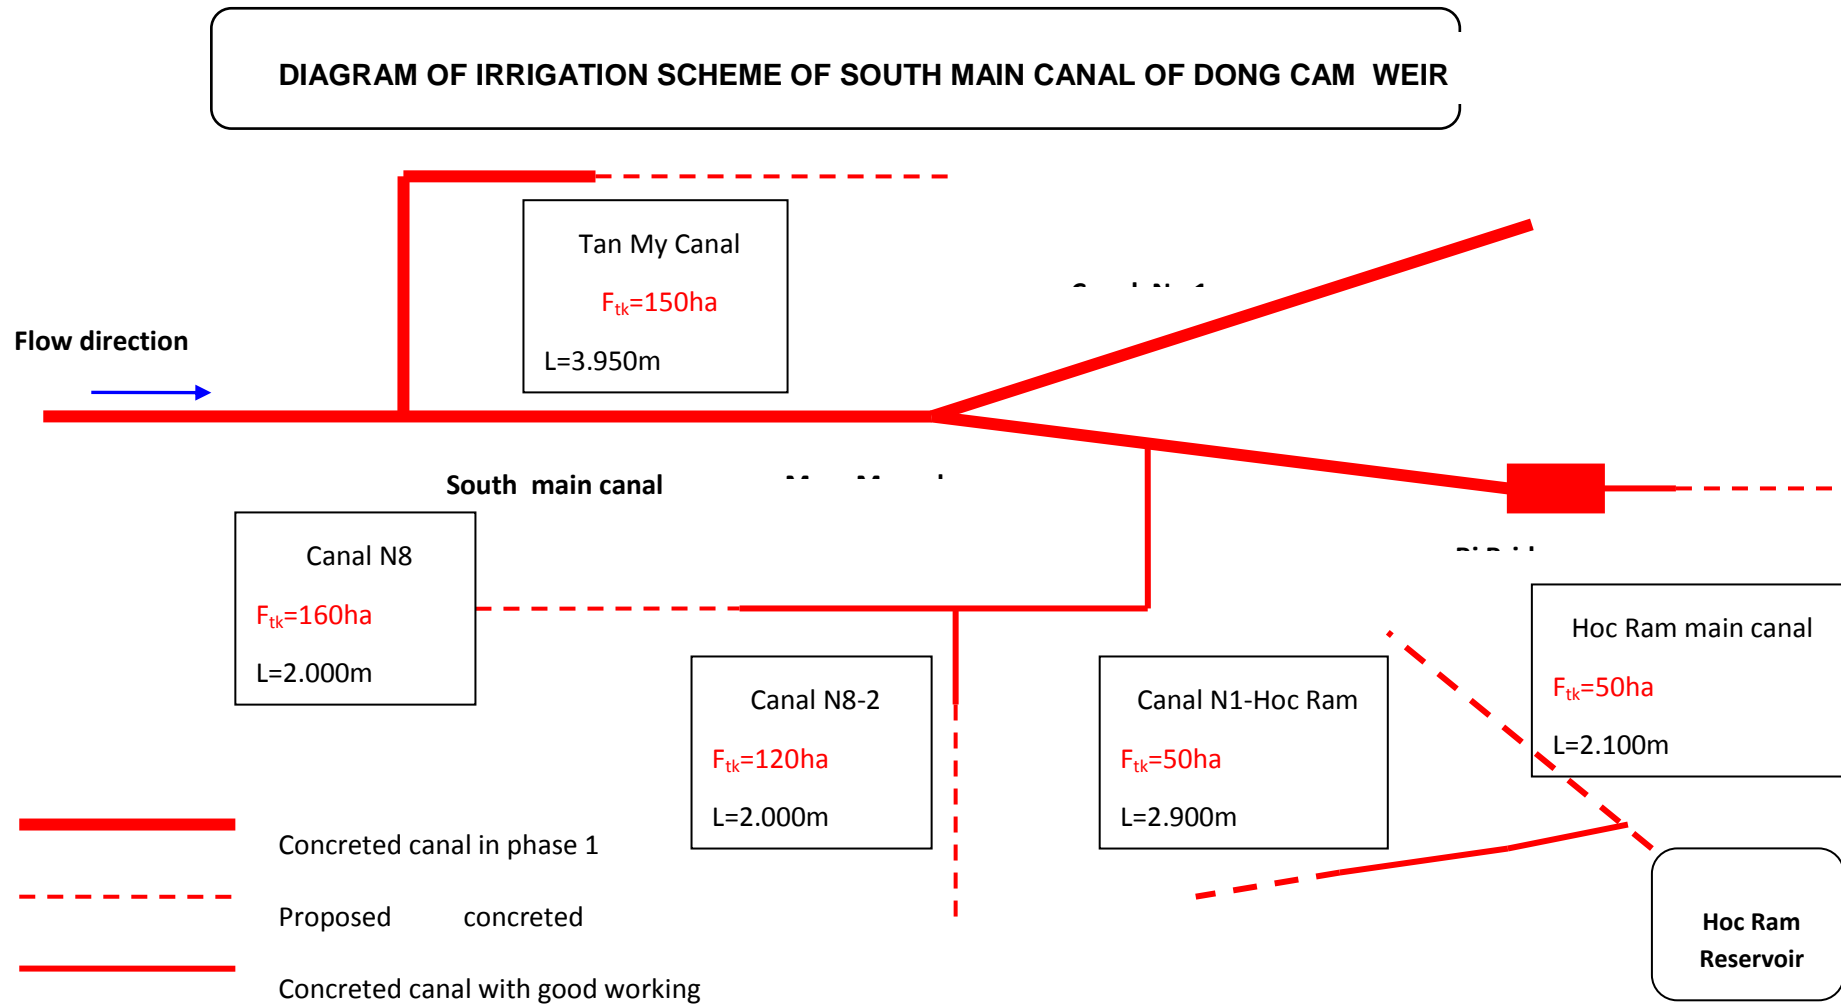 DIAGRAM OF IRRIGATION SCHEME OF SOUTH MAIN CANAL OF DONG CAM WEIR
Tan My Canal
Ftk=150ha
L=3.950m
Flow direction
South main canal
Canal N8
Ftk=160ha
L=2.000m
Canal N8-2
Ftk=120ha
L=2.000m
Canal N1-Hoc Ram
Ftk=50ha
L=2.900m
Hoc Ram main canal
Ftk=50ha
L=2.100m
Concreted canal in phase 1
Proposed concreted
Concreted canal with good working
Hoc Ram
Reservoir